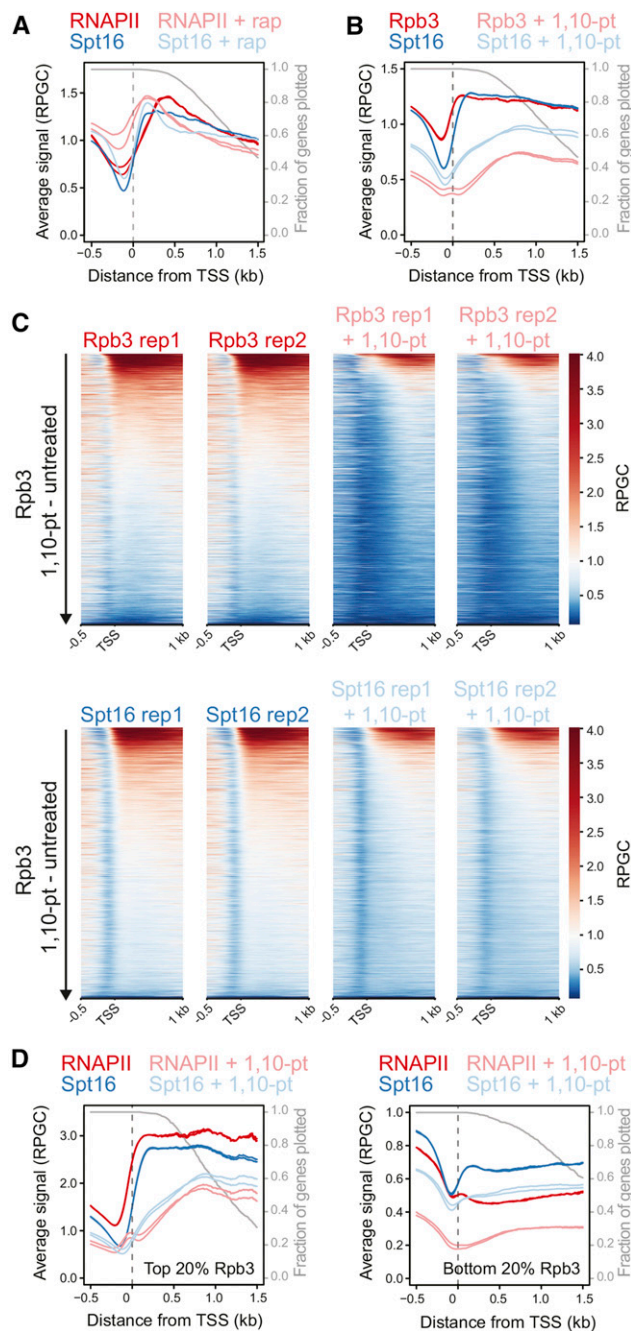 A
RNAPII RNAPII + rap
Spt16 Spt16 + rap
Average signal (RPGC)
0.0
0.5
1.0
1.5
Fraction of genes plotted
0.0
0.2
0.4
0.6
0.8
1.0
−0.5 0 0.5 1.0 1.5
Distance from TSS (kb)
B
Rpb3 Rpb3 + 1,10-pt
Spt16 Spt16 + 1,10-pt
Average signal (RPGC)
0.0
0.5
1.0
1.5
Fraction of genes plotted
0.0
0.2
0.4
0.6
0.8
1.0
−0.5 0 0.5 1.0 1.5
Distance from TSS (kb)
C
Rpb3 rep1
Rpb3 rep2
Rpb3 rep1
+ 1,10-pt
Rpb3 rep2
+ 1,10-pt
Rpb3
1,10-pt - untreated
-0.5 TSS 1 kb
-0.5 TSS 1 kb
-0.5 TSS 1 kb
-0.5 TSS 1 kb
4.0
3.5
3.0
2.5
2.0
1.5
1.0
0.5
RPGC
Spt16 rep1
Spt16 rep2
Spt16 rep1
+ 1,10-pt
Spt16 rep2
+ 1,10-pt
Rpb3
1,10-pt - untreated
-0.5 TSS 1 kb
-0.5 TSS 1 kb
-0.5 TSS 1 kb
-0.5 TSS 1 kb
4.0
3.5
3.0
2.5
2.0
1.5
1.0
0.5
RPGC
D
RNAPII RNAPII + 1,10-pt
Spt16 Spt16 + 1,10-pt
Average signal (RPGC)
0.0
1.0
2.0
3.0
Fraction of genes plotted
0.0
0.2
0.4
0.6
0.8
1.0
Top 20% Rpb3
−0.5 0 0.5 1.0 1.5
Distance from TSS (kb)
RNAPII RNAPII + 1,10-pt
Spt16 Spt16 + 1,10-pt
Average signal (RPGC)
0.0
0.2
0.4
0.6
0.8
1.0
Fraction of genes plotted
0.0
0.2
0.4
0.6
0.8
1.0
Bottom 20% Rpb3
−0.5 0 0.5 1.0 1.5
Distance from TSS (kb)